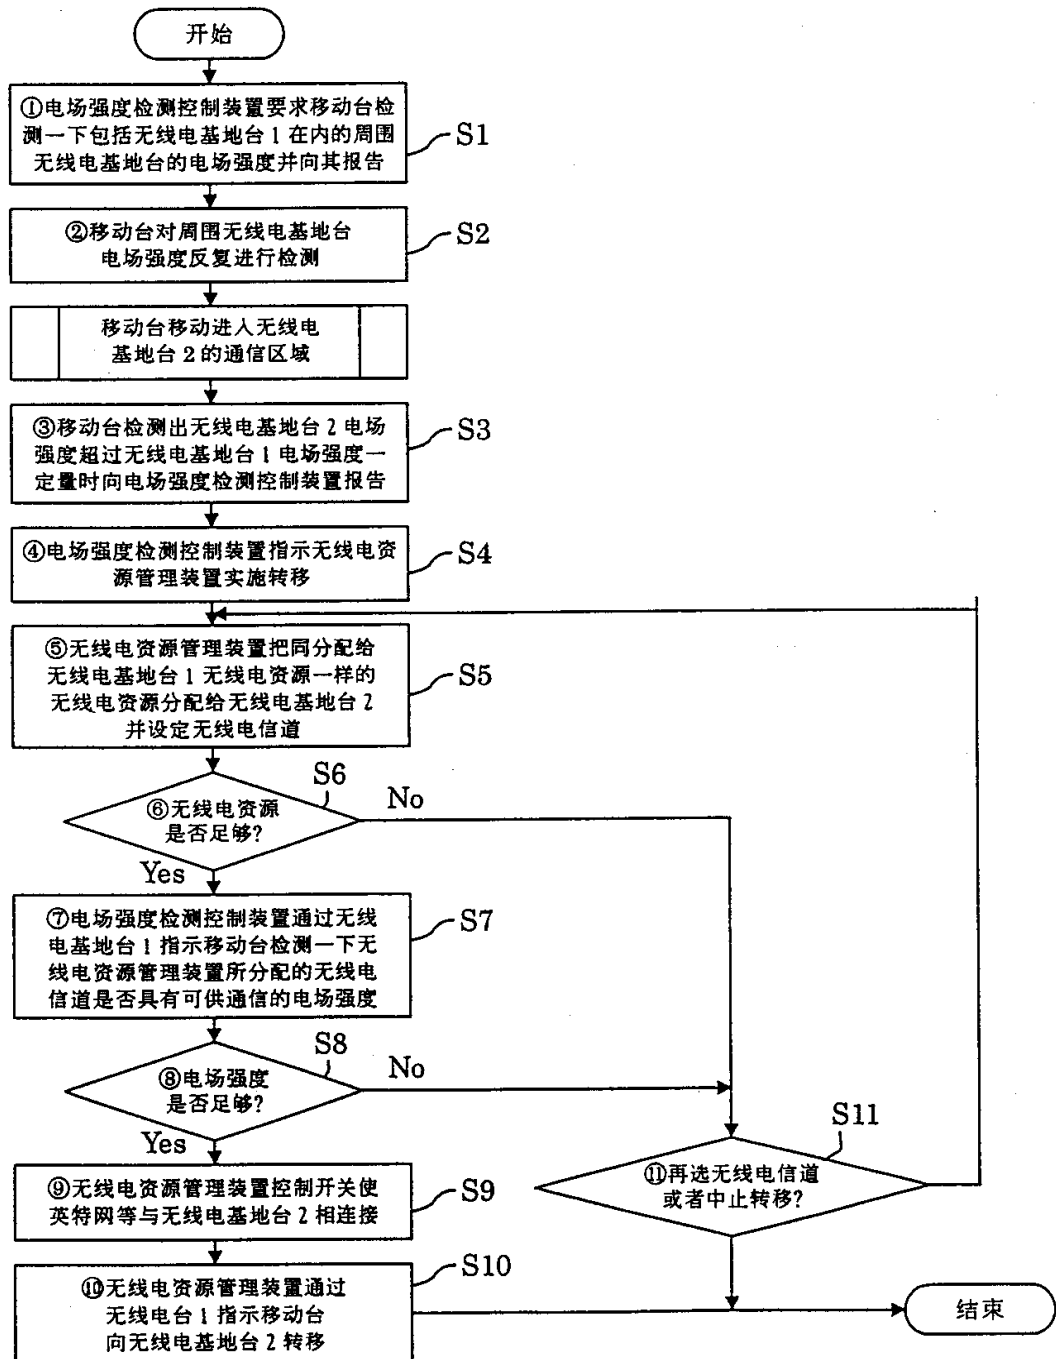 开始
①电场强度检测控制装置要求移动台检
测一下包括无线电基地台1在内的周围
无线电基地台的电场强度并向其报告
S1
②移动台对周围无线电基地台
电场强度反复进行检测
S2
移动台移动进入无线电
基地台2的通信区域
③移动台检测出无线电基地台2电场
强度超过无线电基地台1电场强度一
定量时向电场强度检测控制装置报告
S3
④电场强度检测控制装置指示无线电资
源管理装置实施转移
S4
⑤无线电资源管理装置把同分配给
无线电基地台1无线电资源一样的
无线电资源分配给无线电基地台2
并设定无线电信道
S5
S6
⑥无线电资源
是否足够?
No
Yes
⑦电场强度检测控制装置通过无线
电基地台1指示移动台检测一下无
线电资源管理装置所分配的无线电
信道是否具有可供通信的电场强度
S7
S8
⑧电场强度
是否足够?
No
Yes
S11
⑪再选无线电信道
或者中止转移?
⑨无线电资源管理装置控制开关使
英特网等与无线电基地台2相连接
S9
⑩无线电资源管理装置通过
无线电台1指示移动台
向无线电基地台2转移
S10
结束